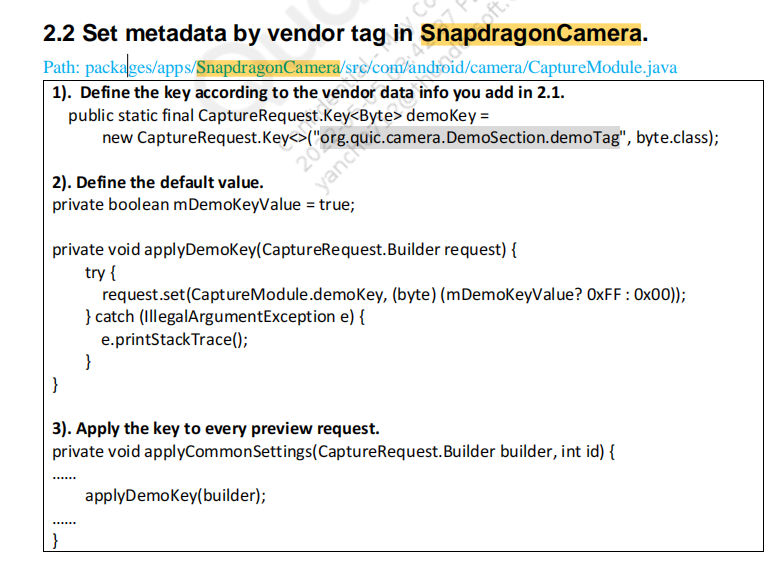 2.2 Set metadata by vendor tag in SnapdragonCamera.
Path: packages/apps/SnapdragonCamera/src/com/android/camera/CaptureModule.java
1). Define the key according to the vendor data info you add in 2.1.
public static final CaptureRequest.Key<Byte> demoKey =
new CaptureRequest.Key<>("org.quic.camera.DemoSection.demoTag", byte.class);
2). Define the default value.
private boolean mDemoKeyValue = true;
private void applyDemoKey(CaptureRequest.Builder request) {
try {
request.set(CaptureModule.demoKey, (byte) (mDemoKeyValue? 0xFF : 0x00));
} catch (IllegalArgumentException e) {
e.printStackTrace();
}
}
3). Apply the key to every preview request.
private void applyCommonSettings(CaptureRequest.Builder builder, int id) {
......
applyDemoKey(builder);
......
}